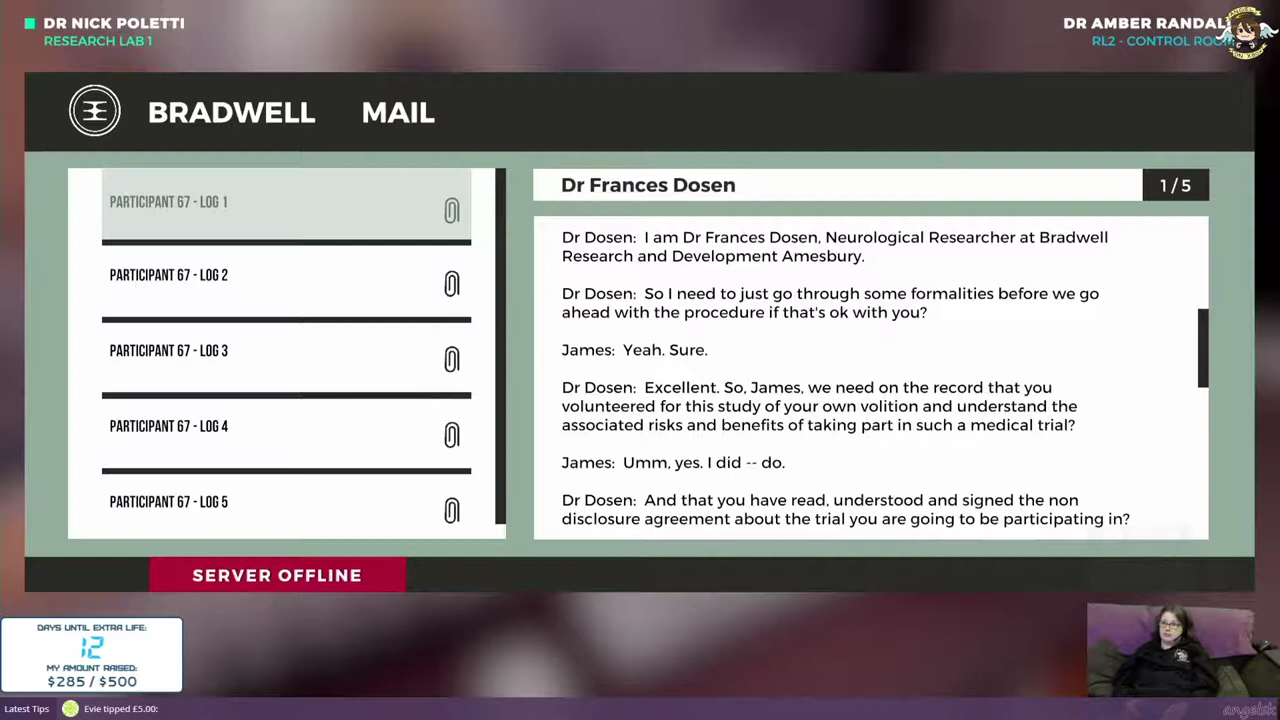 DR NICK POLETTI
RESEARCH LAB 1
DR AMBER RANDAL
RL2 - CONTROL ROOM
BRADWELL MAIL
PARTICIPANT 67 - LOG 1
PARTICIPANT 67 - LOG 2
PARTICIPANT 67 - LOG 3
PARTICIPANT 67 - LOG 4
PARTICIPANT 67 - LOG 5
Dr Frances Dosen
1 / 5
Dr Dosen: I am Dr Frances Dosen, Neurological Researcher at Bradwell
Research and Development Amesbury.
Dr Dosen: So I need to just go through some formalities before we go
ahead with the procedure if that's ok with you?
James: Yeah. Sure.
Dr Dosen: Excellent. So, James, we need on the record that you
volunteered for this study of your own volition and understand the
associated risks and benefits of taking part in such a medical trial?
James: Umm, yes. I did -- do.
Dr Dosen: And that you have read, understood and signed the non
disclosure agreement about the trial you are going to be participating in?
SERVER OFFLINE
DAYS UNTIL EXTRA LIFE:
12
MY AMOUNT RAISED:
$285 / $500
Latest Tips
Evie tipped £5.00:
angelsk